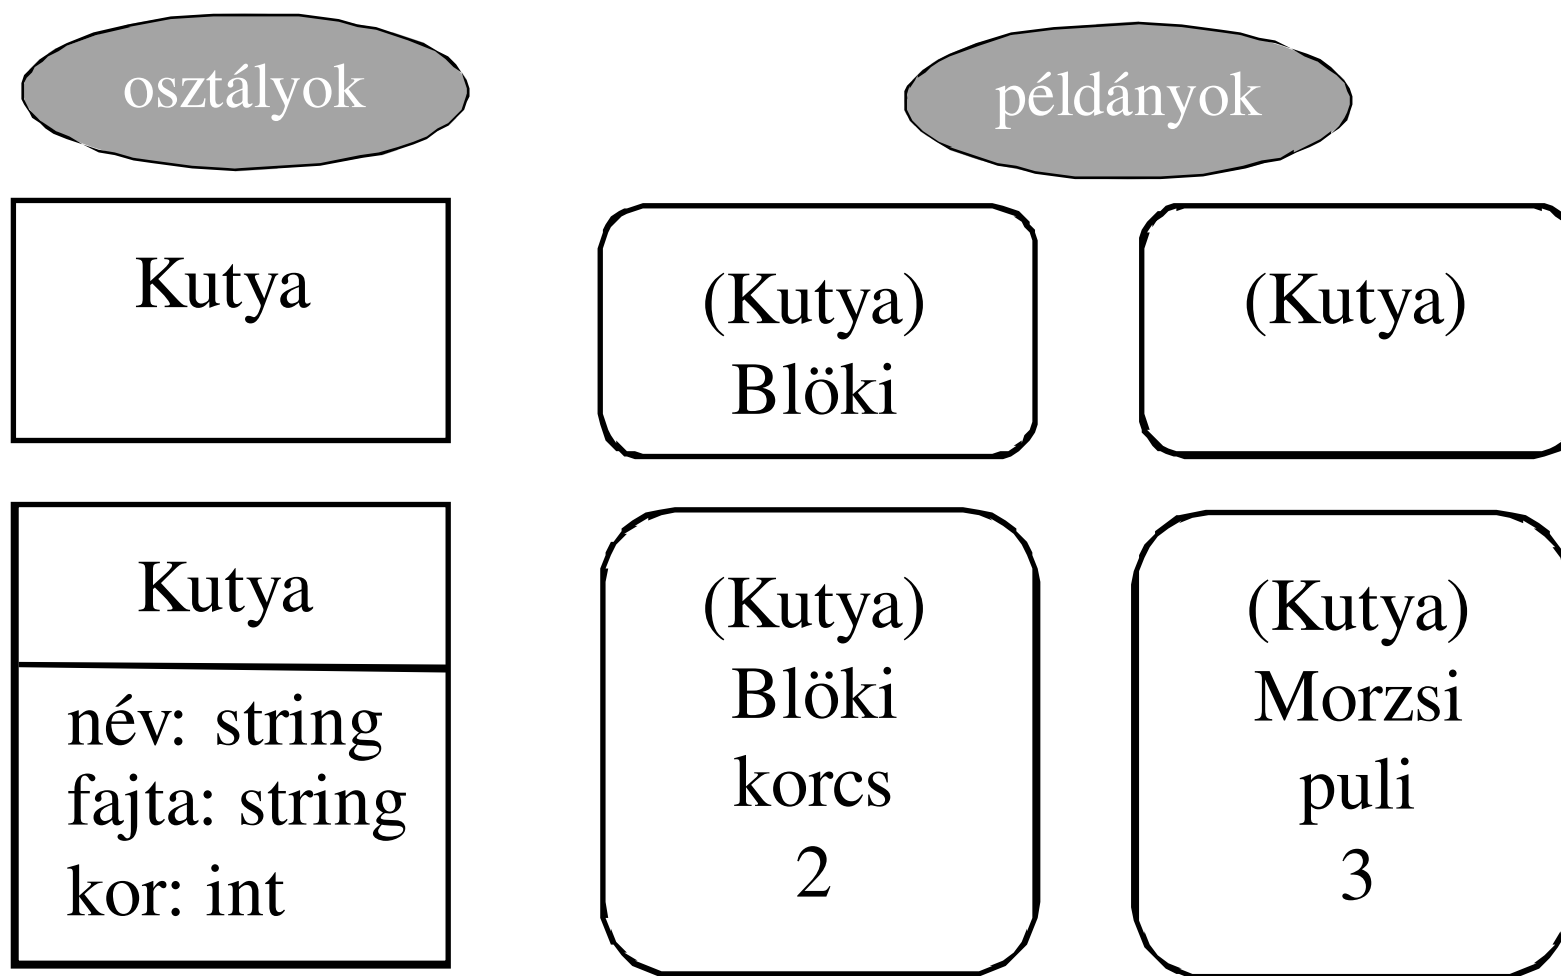 osztályok
példányok
Kutya
(Kutya)
Blöki
(Kutya)
Kutya
név: string
fajta: string
kor: int
(Kutya)
Blöki
korcs
2
(Kutya)
Morzsi
puli
3